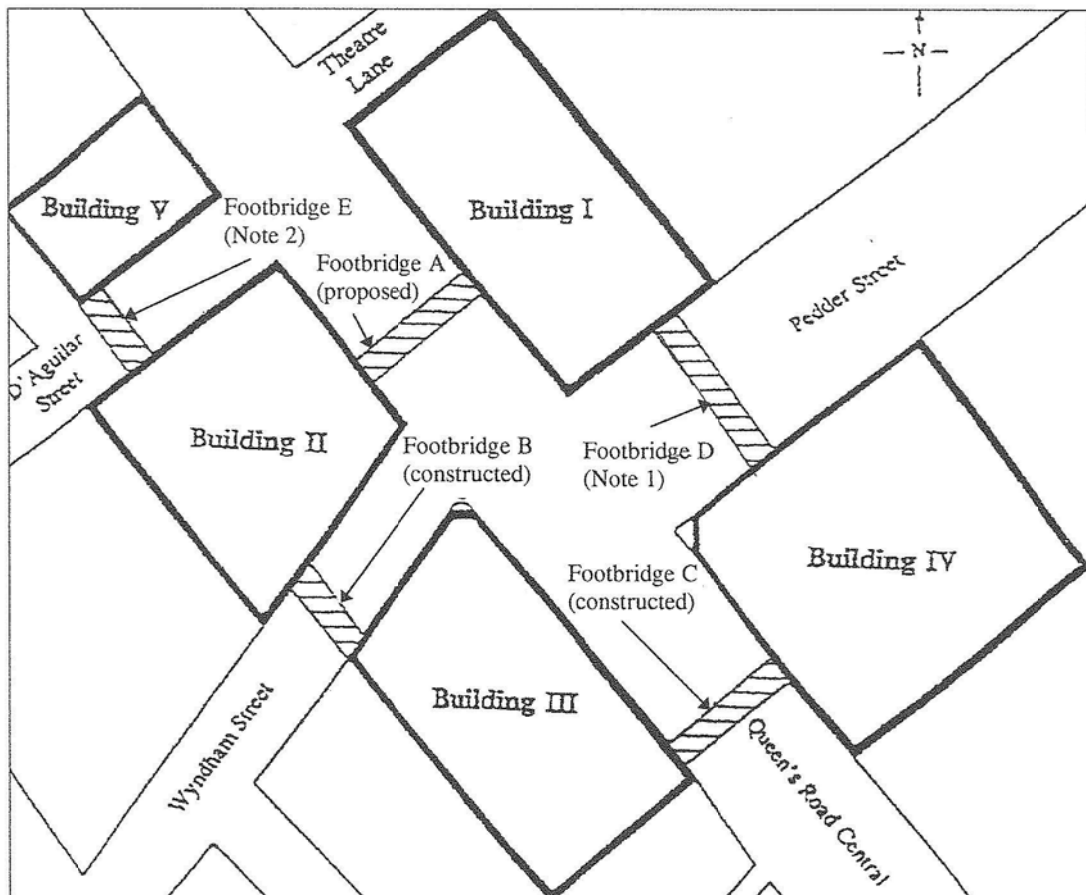 Theatre
Lane
N
Building V
Footbridge E
(Note 2)
Building I
Footbridge A
(proposed)
Pedder Street
D'Aguilar
Street
Building II
Footbridge B
(constructed)
Footbridge D
(Note 1)
Building IV
Footbridge C
(constructed)
Building III
Wyndham Street
Queen's Road Central